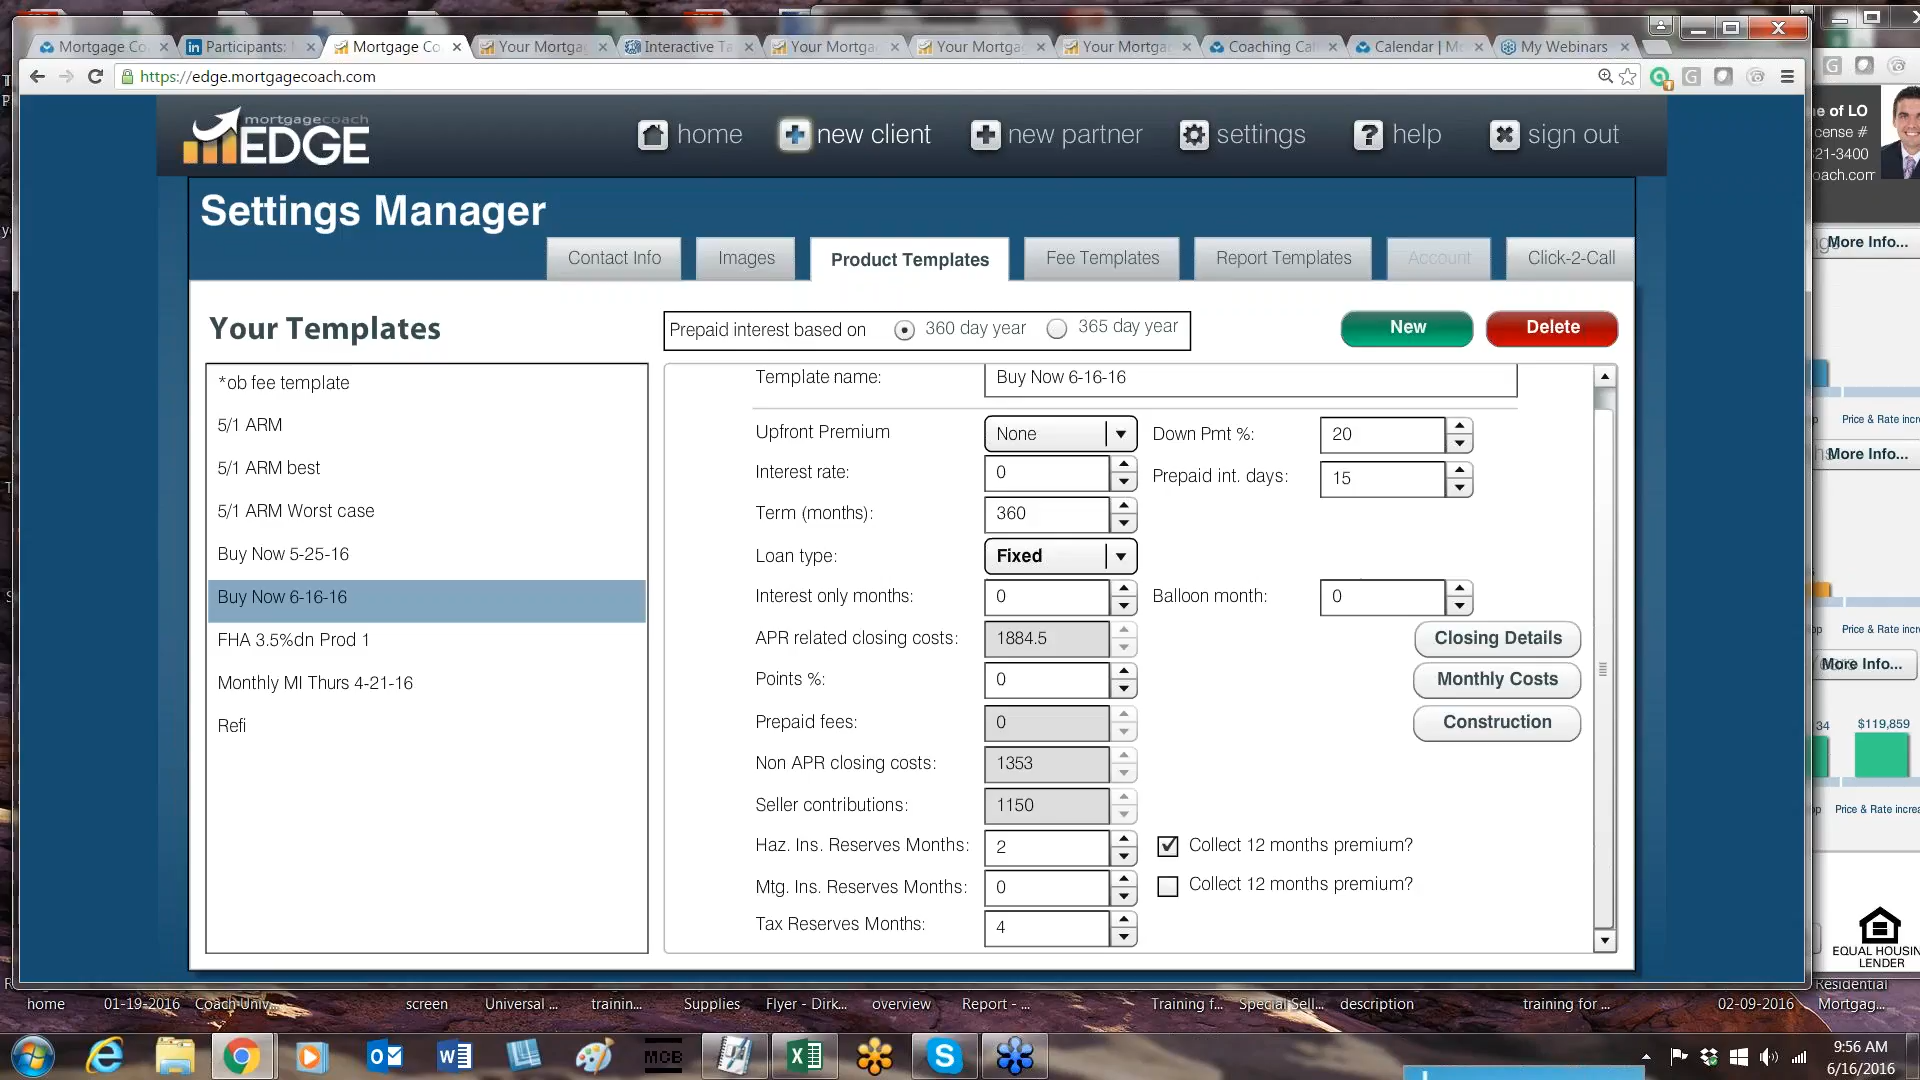 Mortgage Co
Participants:
Mortgage Co
Your Mortga
Interactive Ta
Your Mortga
Your Mortga
Your Mortga
Coaching Cal
Calendar | M
My Webinars
https://edge.mortgagecoach.com
mortgagecoach
EDGE
home
new client
new partner
settings
help
sign out
Settings Manager
Contact Info
Images
Product Templates
Fee Templates
Report Templates
Account
Click-2-Call
Your Templates
Prepaid interest based on
360 day year
365 day year
New
Delete
*ob fee template
5/1 ARM
5/1 ARM best
5/1 ARM Worst case
Buy Now 5-25-16
Buy Now 6-16-16
FHA 3.5%dn Prod 1
Monthly MI Thurs 4-21-16
Refi
Template name: Buy Now 6-16-16
Upfront Premium None Down Pmt %: 20
Interest rate: 0 Prepaid int. days: 15
Term (months): 360
Loan type: Fixed
Interest only months: 0 Balloon month: 0
APR related closing costs: 1884.5 Closing Details
Points %: 0 Monthly Costs
Prepaid fees: 0 Construction
Non APR closing costs: 1353
Seller contributions: 1150
Haz. Ins. Reserves Months: 2 Collect 12 months premium?
Mtg. Ins. Reserves Months: 0 Collect 12 months premium?
Tax Reserves Months: 4
e of LO
cense #
21-3400
oach.com
More Info...
Price & Rate incre
More Info...
Price & Rate incre
More Info...
34 $119,859
Price & Rate increa
EQUAL HOUSIN
LENDER
Residential
Mortgag...
home
01-19-2016
Coach Univ...
screen
Universal ...
trainin...
Supplies
Flyer - Dirk...
overview
Report - ...
Training f...
Special Sell...
description
training for ...
02-09-2016
MCB
9:56 AM
6/16/2016